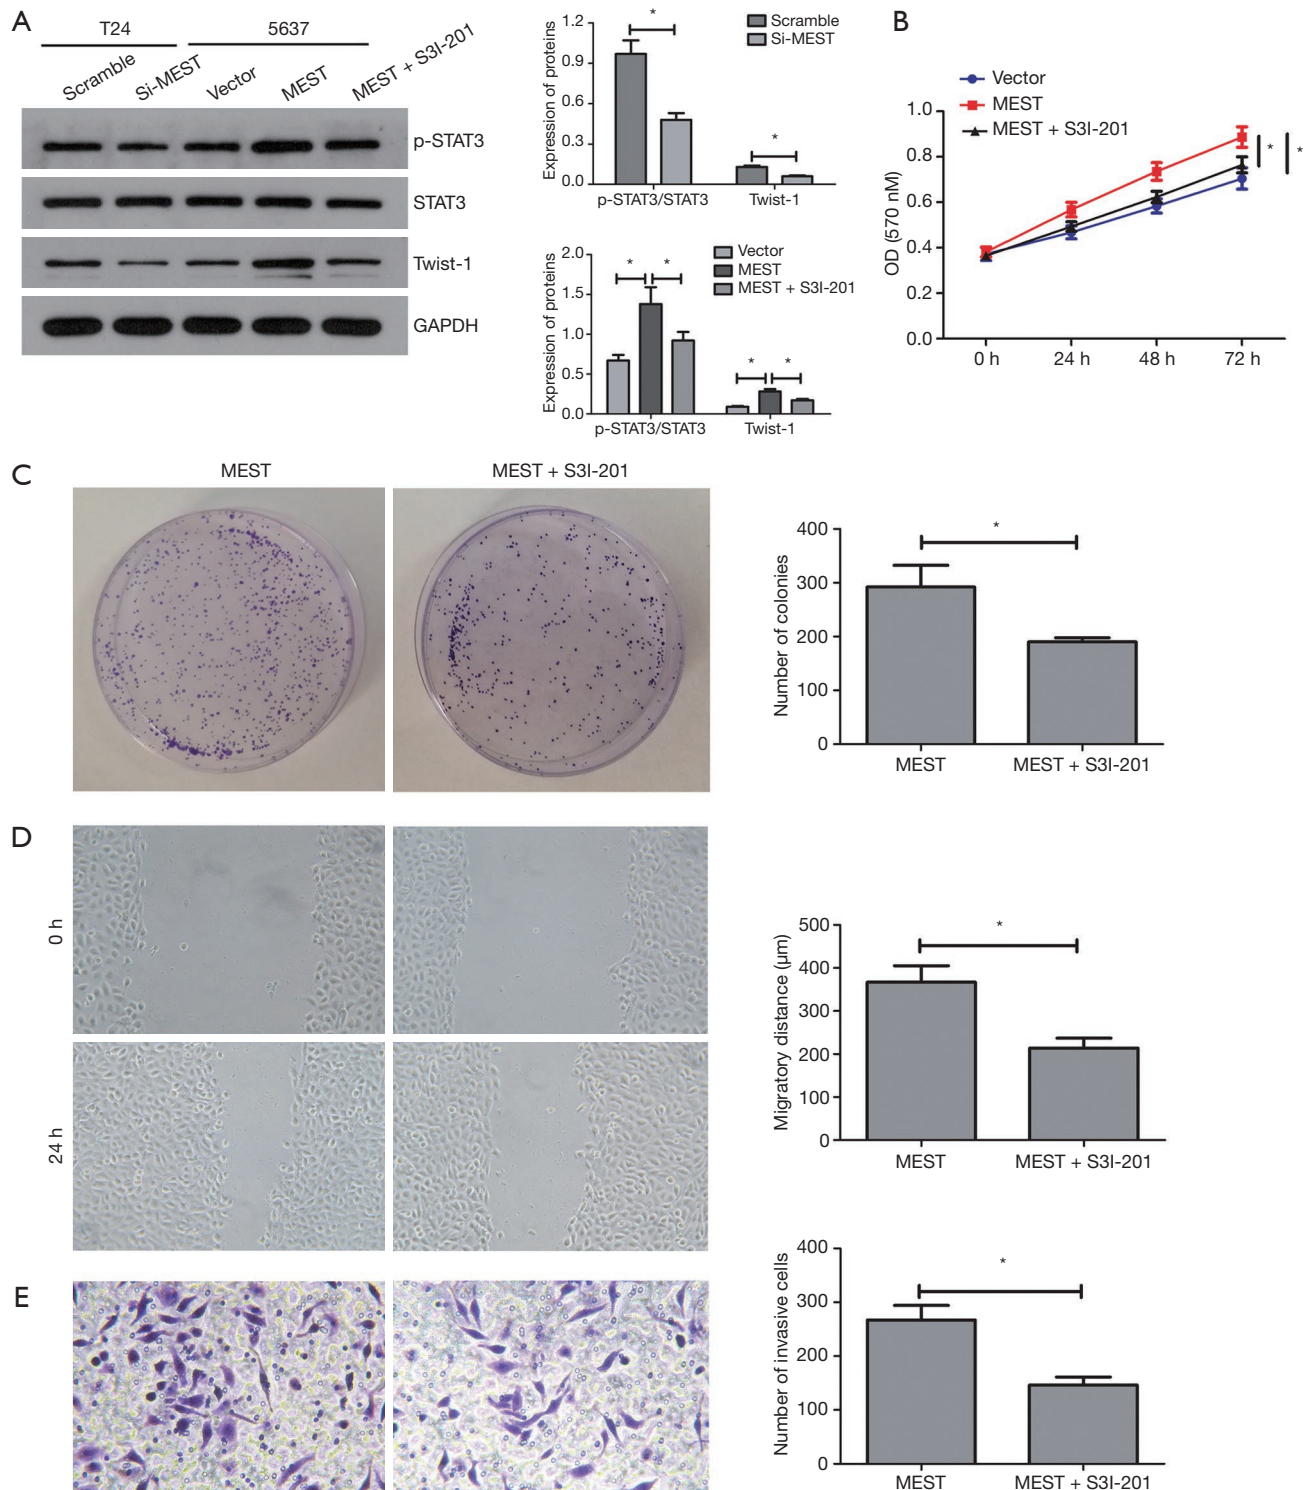 A
T24
5637
Scramble
Si-MEST
Vector
MEST
MEST + S3I-201
p-STAT3
STAT3
Twist-1
GAPDH
Expression of proteins
1.2
0.9
0.6
0.3
0.0
*
*
Scramble
Si-MEST
p-STAT3/STAT3
Twist-1
Expression of proteins
2.0
1.5
1.0
0.5
0.0
*
*
*
*
Vector
MEST
MEST + S3I-201
p-STAT3/STAT3
Twist-1
B
Vector
MEST
MEST + S3I-201
OD (570 nM)
1.0
0.8
0.6
0.4
0.2
0.0
*
*
0 h
24 h
48 h
72 h
C
MEST
MEST + S3I-201
Number of colonies
400
300
200
100
0
*
MEST
MEST + S3I-201
D
0 h
24 h
Migratory distance (μm)
500
400
300
200
100
0
*
MEST
MEST + S3I-201
E
Number of invasive cells
400
300
200
100
0
*
MEST
MEST + S3I-201